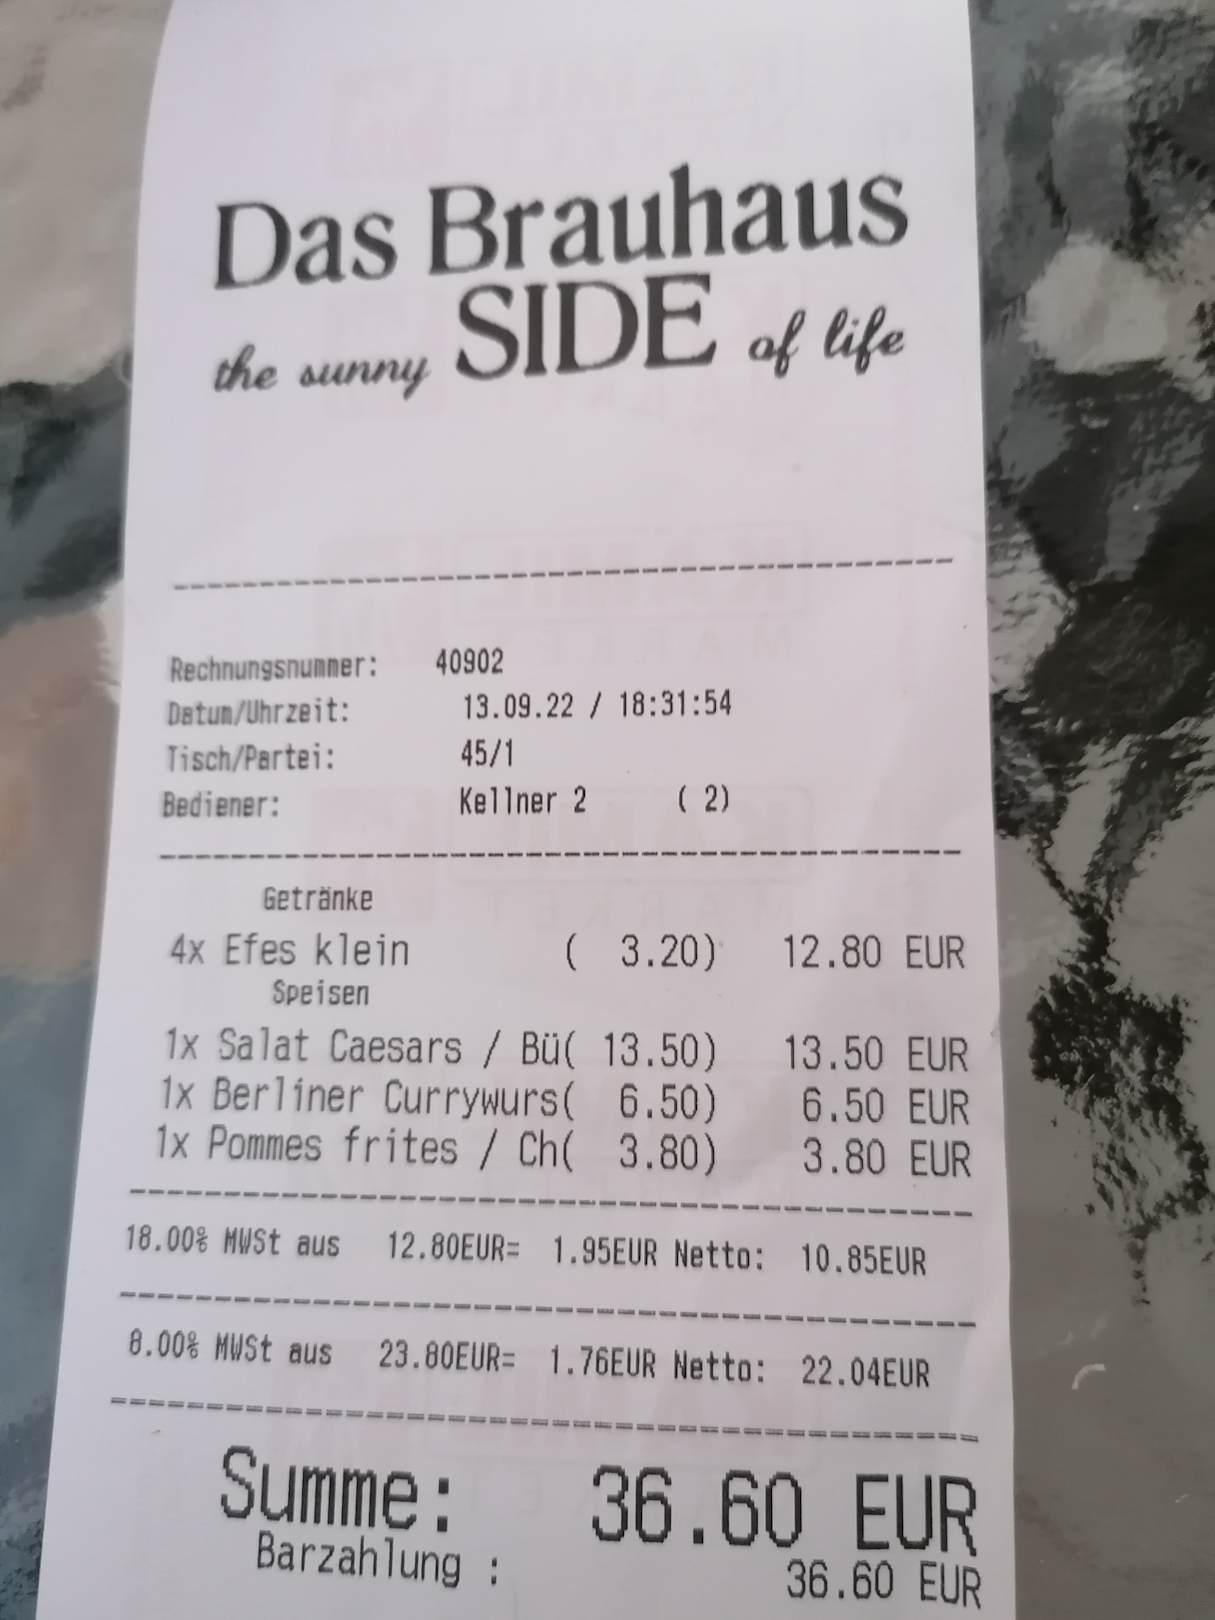 Das Brauhaus
the sunny SIDE of life
Rechnungsnummer: 40902
Datum/Uhrzeit: 13.09.22 / 18:31:54
Tisch/Partei: 45/1
Bediener: Kellner 2 ( 2)
Getränke
4x Efes klein ( 3.20) 12.80 EUR
Speisen
1x Salat Caesars / Bü( 13.50) 13.50 EUR
1x Berliner Currywurs( 6.50) 6.50 EUR
1x Pommes frites / Ch( 3.80) 3.80 EUR
18.00% MWSt aus 12.80EUR= 1.95EUR Netto: 10.85EUR
8.00% MWSt aus 23.80EUR= 1.76EUR Netto: 22.04EUR
Summe: 36.60 EUR
Barzahlung : 36.60 EUR